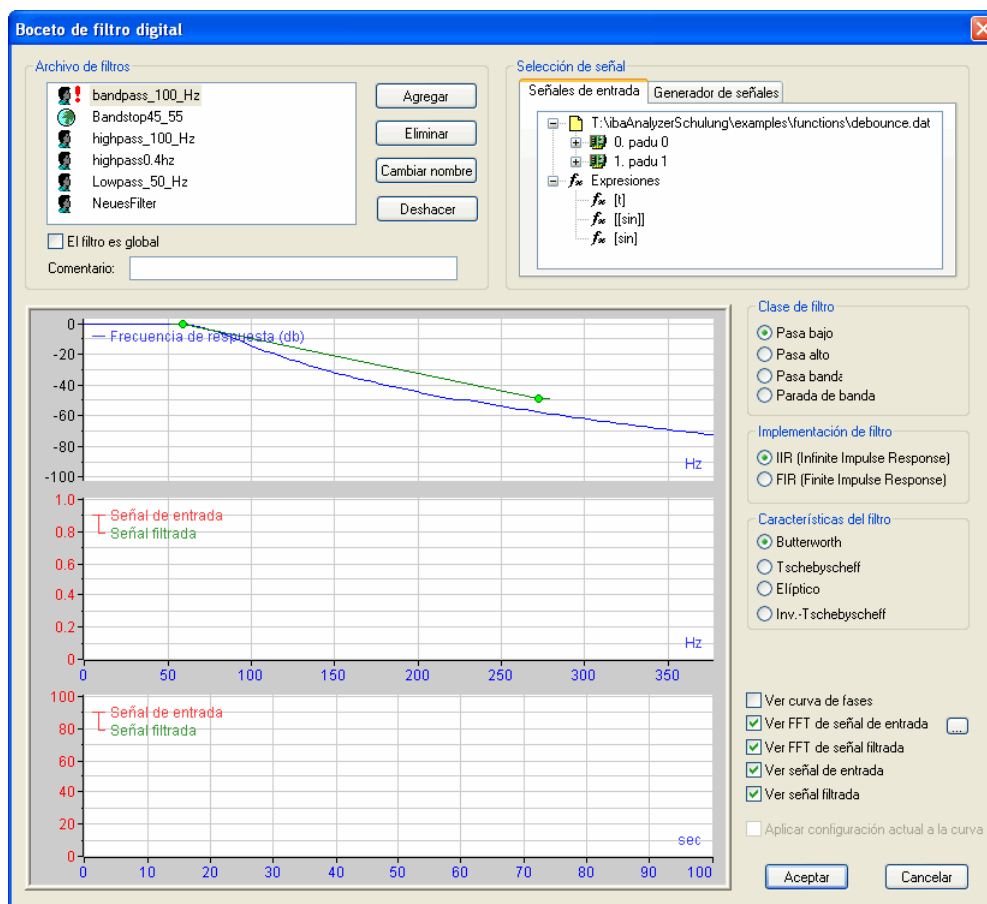 Boceto de filtro digital
Archivo de filtros
bandpass_100_Hz
Bandstop45_55
highpass_100_Hz
highpass0.4hz
Lowpass_50_Hz
NeuesFilter
Agregar
Eliminar
Cambiar nombre
Deshacer
El filtro es global
Comentario:
Selección de señal
Señales de entrada
Generador de señales
T:\ibaAnalyzerSchulung\examples\functions\debounce.dat
0. padu 0
1. padu 1
fx Expresiones
fx [t]
fx [[sin]]
fx [sin]
0
-20
-40
-60
-80
-100
Frecuencia de respuesta (db)
Hz
1.0
0.8
0.6
0.4
0.2
0
Señal de entrada
Señal filtrada
Hz
0 50 100 150 200 250 300 350
100
80
60
40
20
0
Señal de entrada
Señal filtrada
sec
0 10 20 30 40 50 60 70 80 90 100
Clase de filtro
Pasa bajo
Pasa alto
Pasa banda
Parada de banda
Implementación de filtro
IIR (Infinite Impulse Response)
FIR (Finite Impulse Response)
Características del filtro
Butterworth
Tschebyscheff
Elíptico
Inv.-Tschebyscheff
Ver curva de fases
Ver FFT de señal de entrada
...
Ver FFT de señal filtrada
Ver señal de entrada
Ver señal filtrada
Aplicar configuración actual a la curva
Aceptar
Cancelar